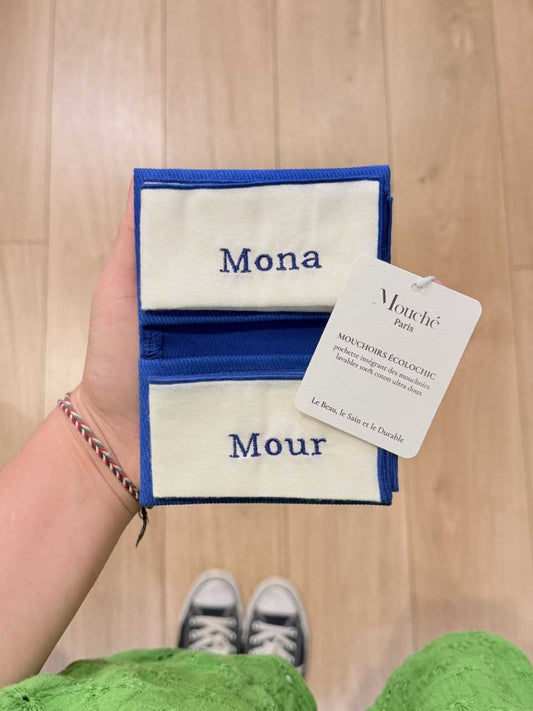 Mona
Mour
Mouché
Paris
MOUCHOIRS ÉCOLOCHIC
pochette intégrant des mouchoirs
lavables 100% coton ultra doux
Le Beau, le Sain et le Durable